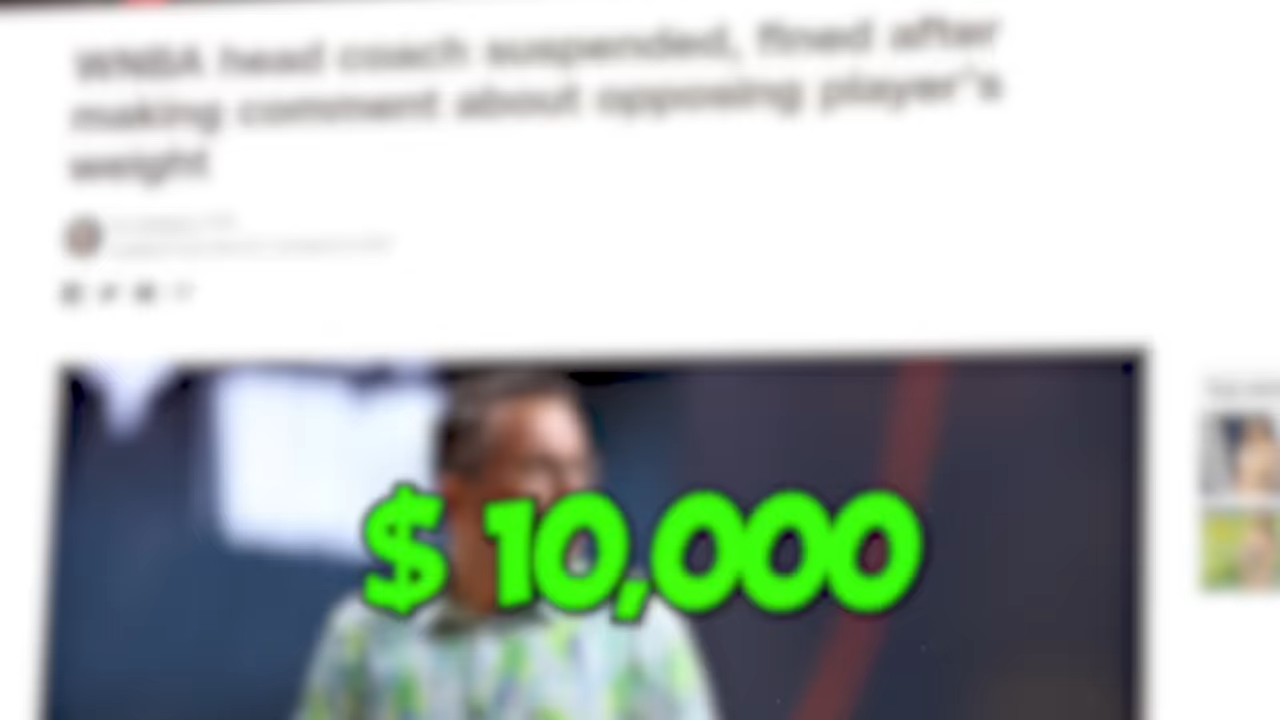 WNBA head coach suspended, fined after
making comment about opposing player's
weight
$ 10,000